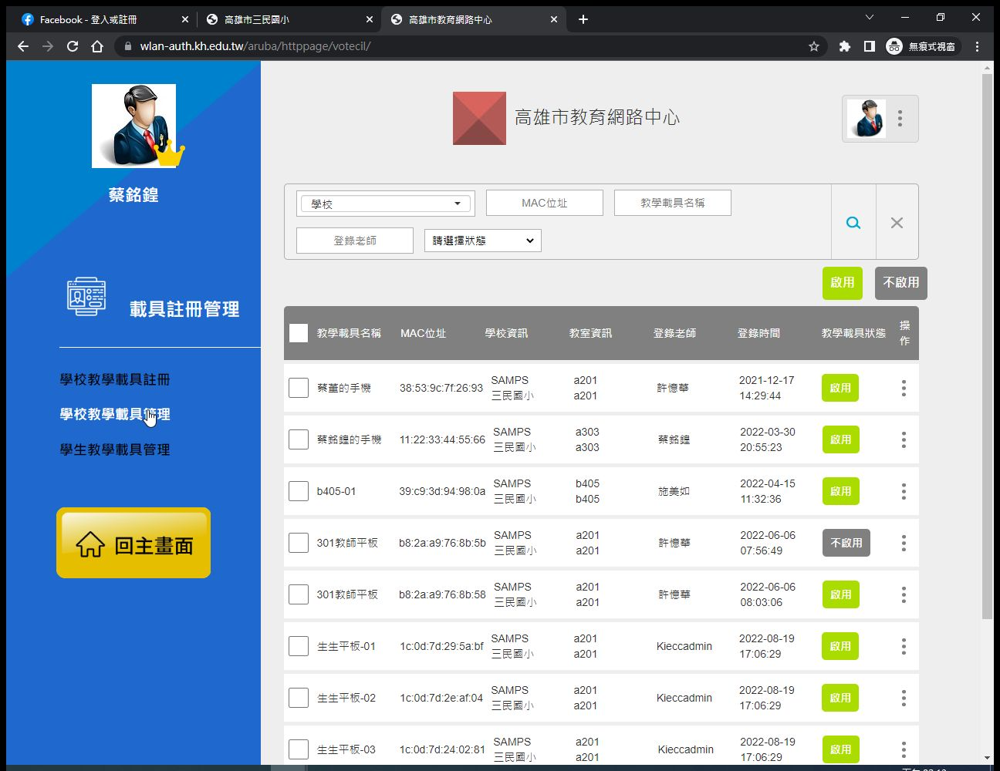 Facebook - 登入或註冊
高雄市三民國小
高雄市教育網路中心
wlan-auth.kh.edu.tw/aruba/httppage/votecil/
無痕式視窗
蔡銘鍠
高雄市教育網路中心
學校
MAC位址
教學載具名稱
登錄老師
請選擇狀態
啟用
不啟用
載具註冊管理
學校教學載具註冊
學校教學載具管理
學生教學載具管理
回主畫面
教學載具名稱 MAC位址 學校資訊 教室資訊 登錄老師 登錄時間 教學載具狀態 操作
蔡董的手機 38:53:9c:7f:26:93 SAMPS 三民國小 a201 a201 許憶華 2021-12-17 14:29:44 啟用
蔡銘鍠的手機 11:22:33:44:55:66 SAMPS 三民國小 a303 a303 蔡銘鍠 2022-03-30 20:55:23 啟用
b405-01 39:c9:3d:94:98:0a SAMPS 三民國小 b405 b405 施美如 2022-04-15 11:32:36 啟用
301教師平板 b8:2a:a9:76:8b:5b SAMPS 三民國小 a201 a201 許憶華 2022-06-06 07:56:49 不啟用
301教師平板 b8:2a:a9:76:8b:58 SAMPS 三民國小 a201 a201 許憶華 2022-06-06 08:03:06 啟用
生生平板-01 1c:0d:7d:29:5a:bf SAMPS 三民國小 a201 a201 Kieccadmin 2022-08-19 17:06:29 啟用
生生平板-02 1c:0d:7d:2e:af:04 SAMPS 三民國小 a201 a201 Kieccadmin 2022-08-19 17:06:29 啟用
生生平板-03 1c:0d:7d:24:02:81 SAMPS 三民國小 a201 a201 Kieccadmin 2022-08-19 17:06:29 啟用